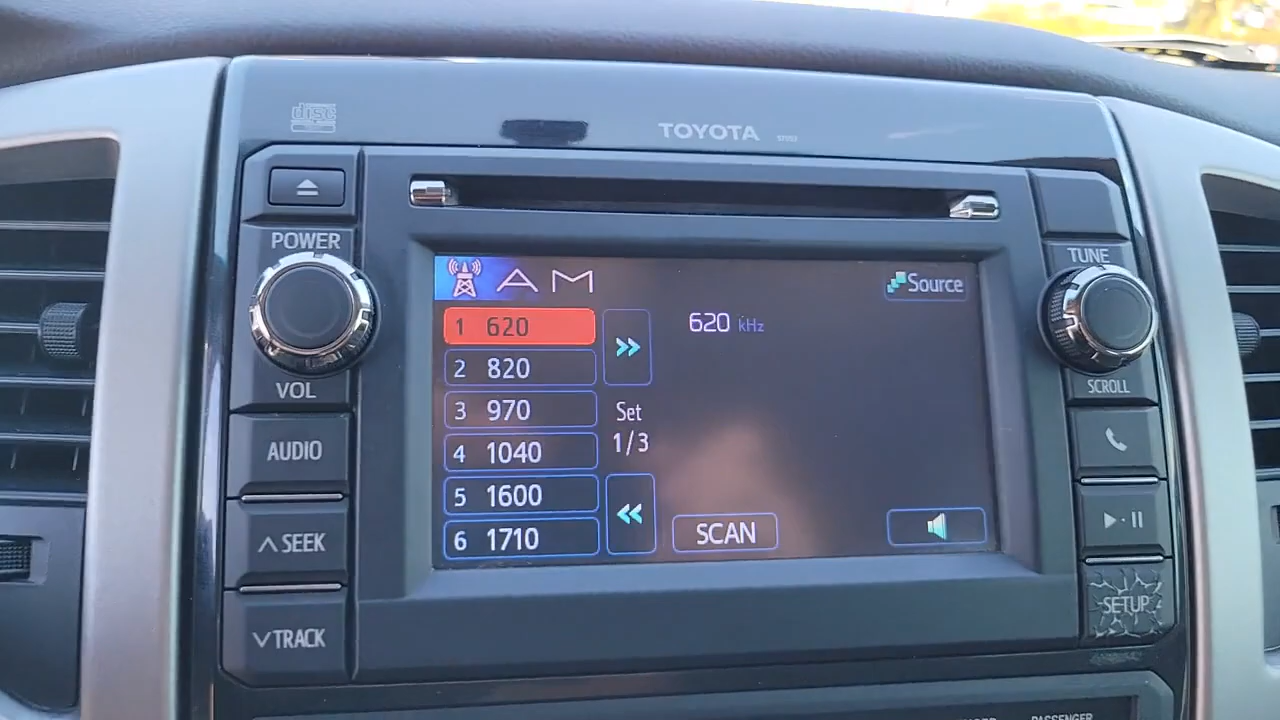 disc
TOYOTA
POWER
VOL
AUDIO
∧ SEEK
∨ TRACK
AM
Source
1 620
2 820
3 970
4 1040
5 1600
6 1710
Set
1/3
620 kHz
SCAN
TUNE
SCROLL
SETUP
PASSENGER